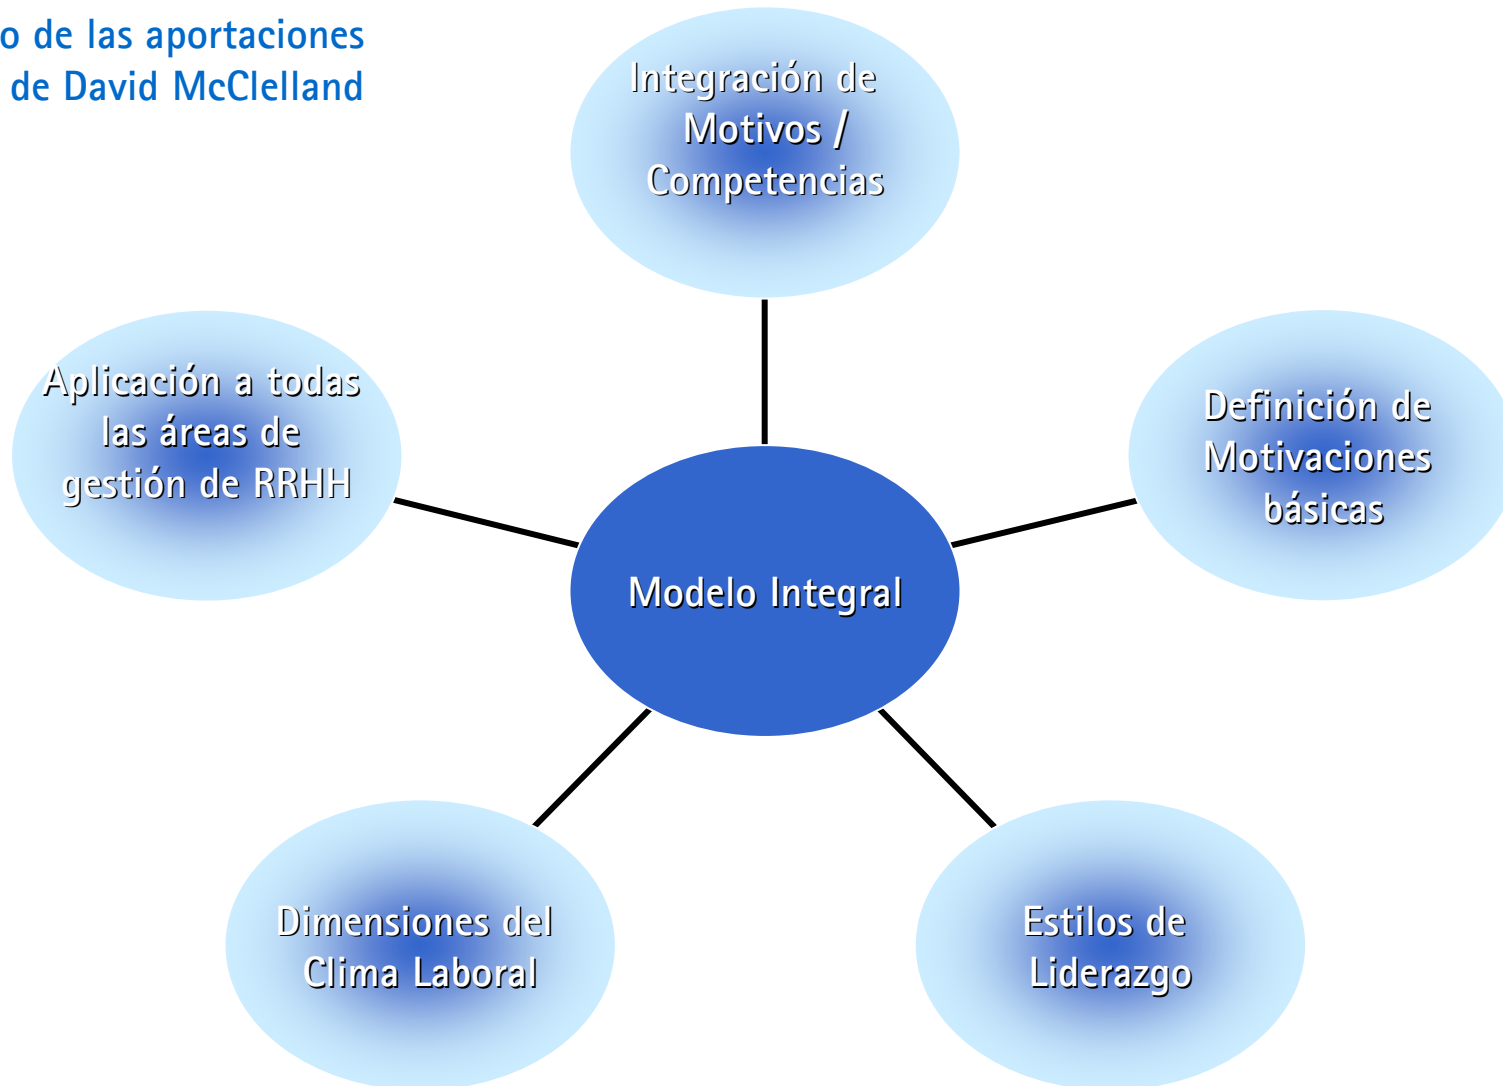 de las aportaciones
de David McClelland
Integración de
Motivos /
Competencias
Aplicación a todas
las áreas de
gestión de RRHH
Definición de
Motivaciones
básicas
Modelo Integral
Dimensiones del
Clima Laboral
Estilos de
Liderazgo